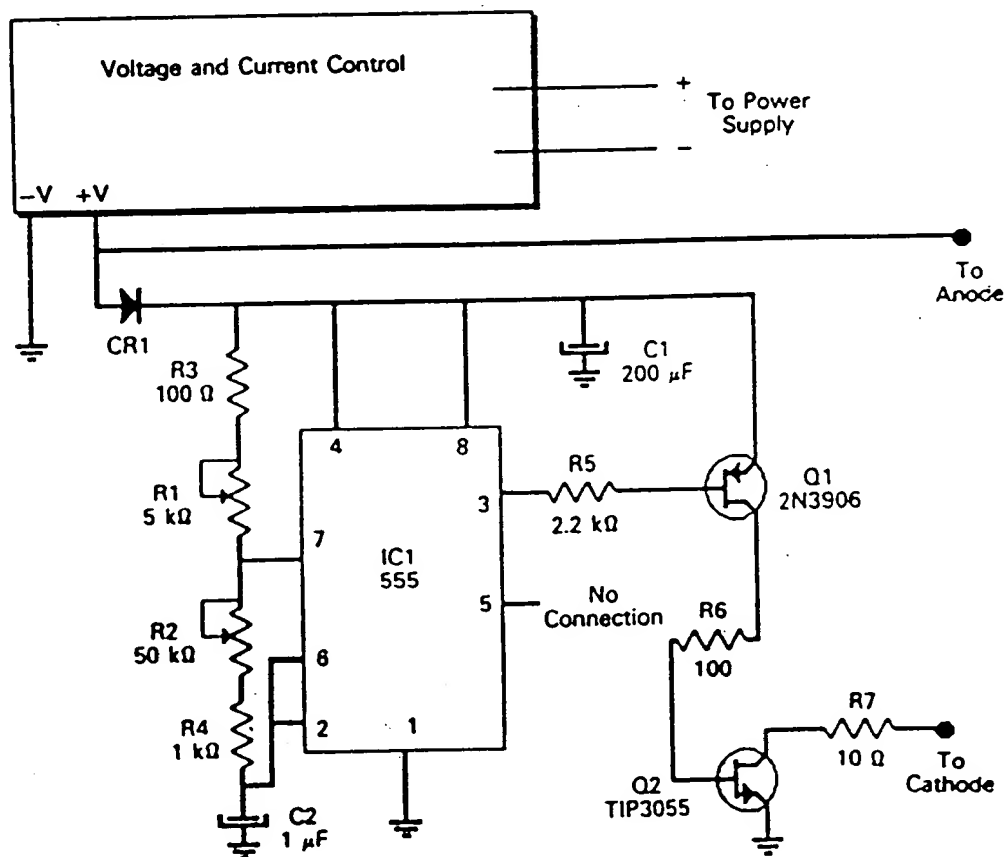 Voltage and Current Control
+
To Power
Supply
−
−V +V
To
Anode
CR1
R3
100 Ω
C1
200 μF
4
8
R1
5 kΩ
3
R5
2.2 kΩ
Q1
2N3906
7
IC1
555
5
No
Connection
R2
50 kΩ
6
R6
100
R4
1 kΩ
2
1
R7
10 Ω
To
Cathode
Q2
TIP3055
C2
1 μF